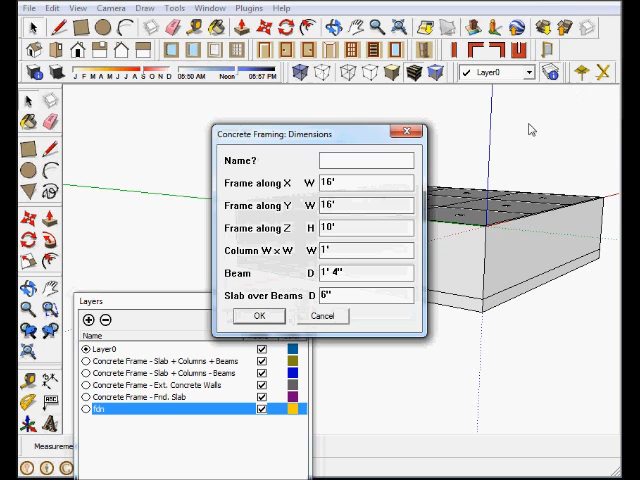 File Edit View Camera Draw Tools Window Plugins Help
J F M A M J J A S O N D 05:50 AM Noon 05:57 PM
Layer0
Concrete Framing: Dimensions
Name?
Frame along X W 16'
Frame along Y W 16'
Frame along Z H 10'
Column W x W W 1'
Beam D 1' 4"
Slab over Beams D 6"
OK Cancel
Layers
Name
Layer0
Concrete Frame - Slab + Columns + Beams
Concrete Frame - Slab + Columns - Beams
Concrete Frame - Ext. Concrete Walls
Concrete Frame - Fnd. Slab
fdn
Measureme